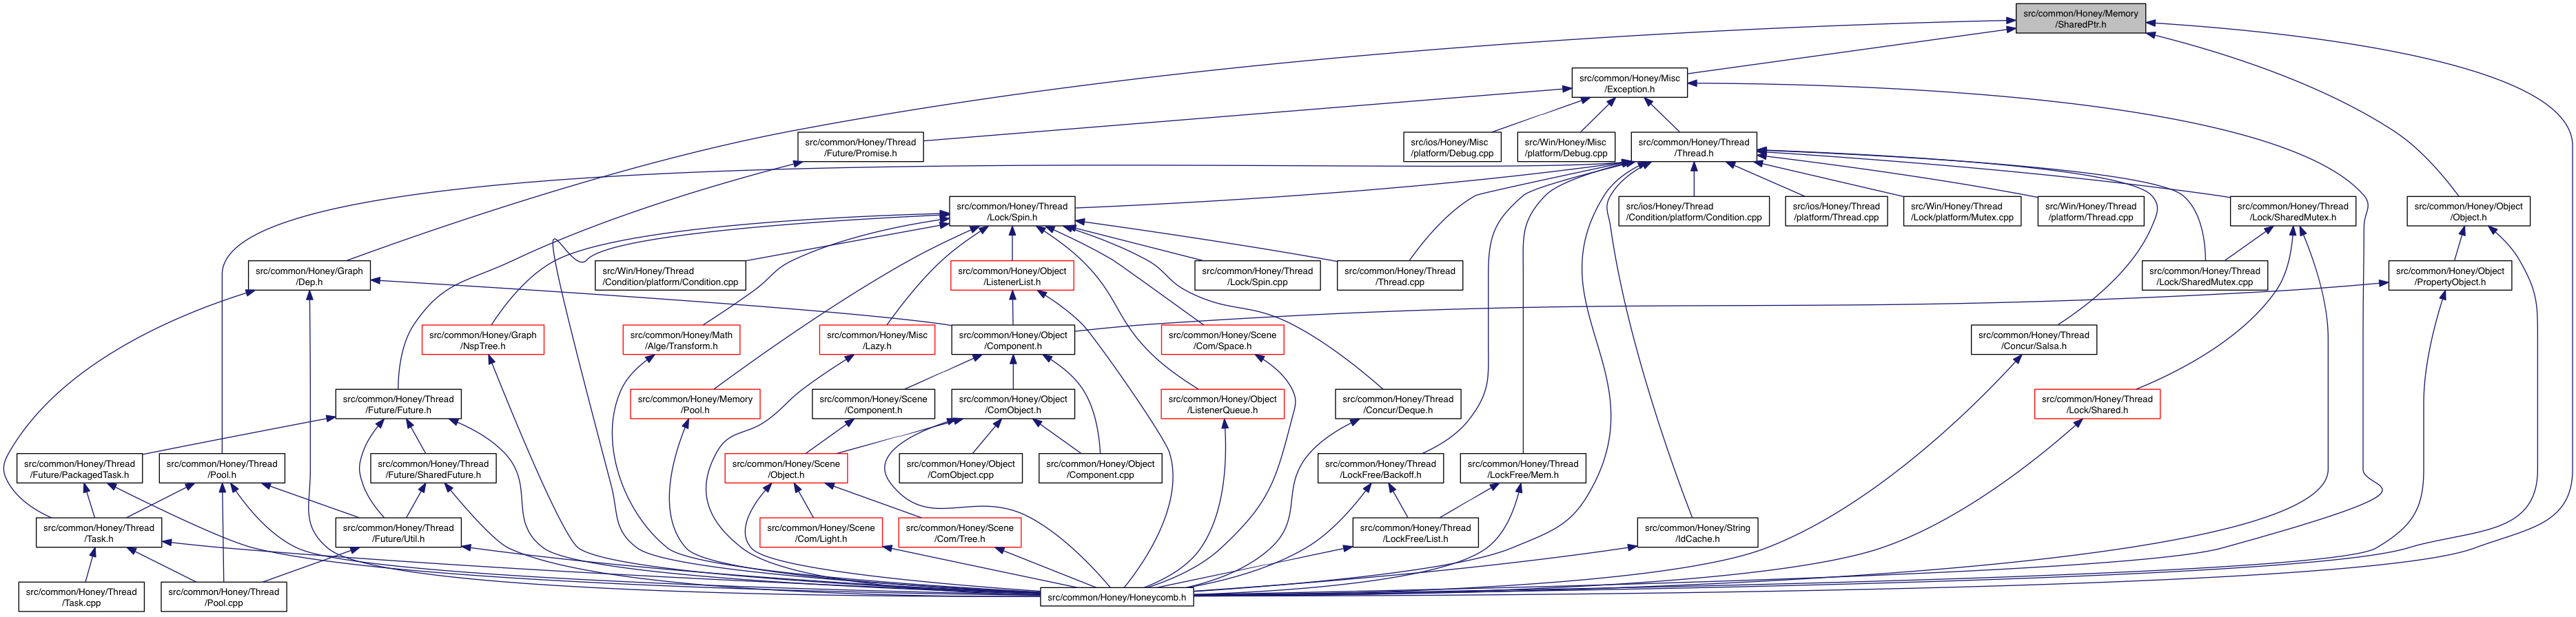 src/common/Honey/Memory
/SharedPtr.h
src/common/Honey/Misc
/Exception.h
src/common/Honey/Thread
/Future/Promise.h
src/ios/Honey/Misc
/platform/Debug.cpp
src/Win/Honey/Misc
/platform/Debug.cpp
src/common/Honey/Thread
/Thread.h
src/common/Honey/Thread
/Lock/Spin.h
src/ios/Honey/Thread
/Condition/platform/Condition.cpp
src/ios/Honey/Thread
/platform/Thread.cpp
src/Win/Honey/Thread
/Lock/platform/Mutex.cpp
src/Win/Honey/Thread
/platform/Thread.cpp
src/common/Honey/Thread
/Lock/SharedMutex.h
src/common/Honey/Object
/Object.h
src/common/Honey/Graph
/Dep.h
src/Win/Honey/Thread
/Condition/platform/Condition.cpp
src/common/Honey/Object
/ListenerList.h
src/common/Honey/Thread
/Lock/Spin.cpp
src/common/Honey/Thread
/Thread.cpp
src/common/Honey/Thread
/Lock/SharedMutex.cpp
src/common/Honey/Object
/PropertyObject.h
src/common/Honey/Graph
/NspTree.h
src/common/Honey/Math
/Alge/Transform.h
src/common/Honey/Misc
/Lazy.h
src/common/Honey/Object
/Component.h
src/common/Honey/Scene
/Com/Space.h
src/common/Honey/Thread
/Concur/Salsa.h
src/common/Honey/Thread
/Future/Future.h
src/common/Honey/Memory
/Pool.h
src/common/Honey/Scene
/Component.h
src/common/Honey/Object
/ComObject.h
src/common/Honey/Object
/ListenerQueue.h
src/common/Honey/Thread
/Concur/Deque.h
src/common/Honey/Thread
/Lock/Shared.h
src/common/Honey/Thread
/Future/PackagedTask.h
src/common/Honey/Thread
/Pool.h
src/common/Honey/Thread
/Future/SharedFuture.h
src/common/Honey/Scene
/Object.h
src/common/Honey/Object
/ComObject.cpp
src/common/Honey/Object
/Component.cpp
src/common/Honey/Thread
/LockFree/Backoff.h
src/common/Honey/Thread
/LockFree/Mem.h
src/common/Honey/Thread
/Task.h
src/common/Honey/Thread
/Future/Util.h
src/common/Honey/Scene
/Com/Light.h
src/common/Honey/Scene
/Com/Tree.h
src/common/Honey/Thread
/LockFree/List.h
src/common/Honey/String
/IdCache.h
src/common/Honey/Thread
/Task.cpp
src/common/Honey/Thread
/Pool.cpp
src/common/Honey/Honeycomb.h